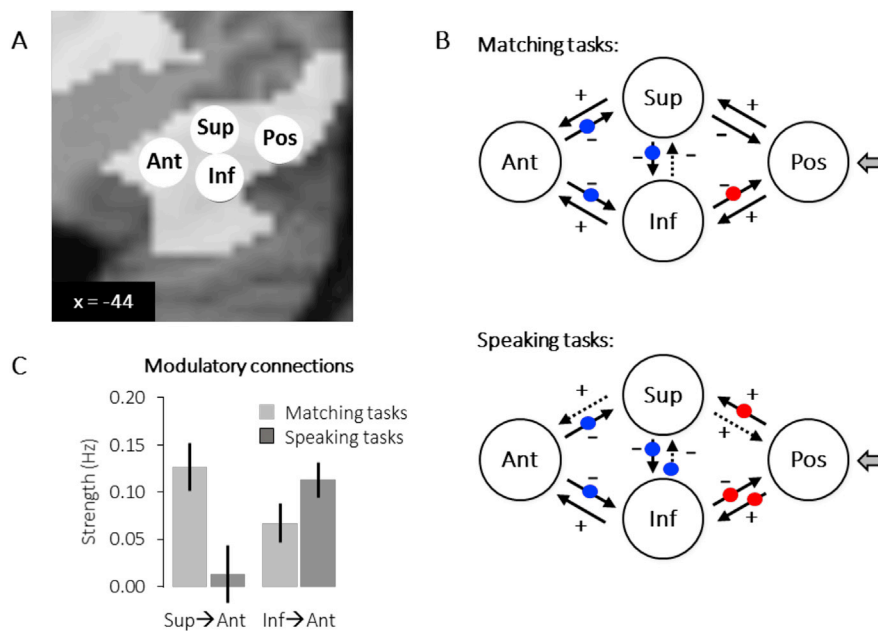 A
Sup
Pos
Ant
Inf
x = -44
B
Matching tasks:
Sup
Ant
Pos
Inf
+
+
–
–
–
–
–
–
+
+
Speaking tasks:
Sup
Ant
Pos
Inf
+
+
–
+
–
–
–
–
+
+
C
Modulatory connections
Strength (Hz)
0.20
0.15
0.10
0.05
0.00
Matching tasks
Speaking tasks
Sup→Ant
Inf→Ant